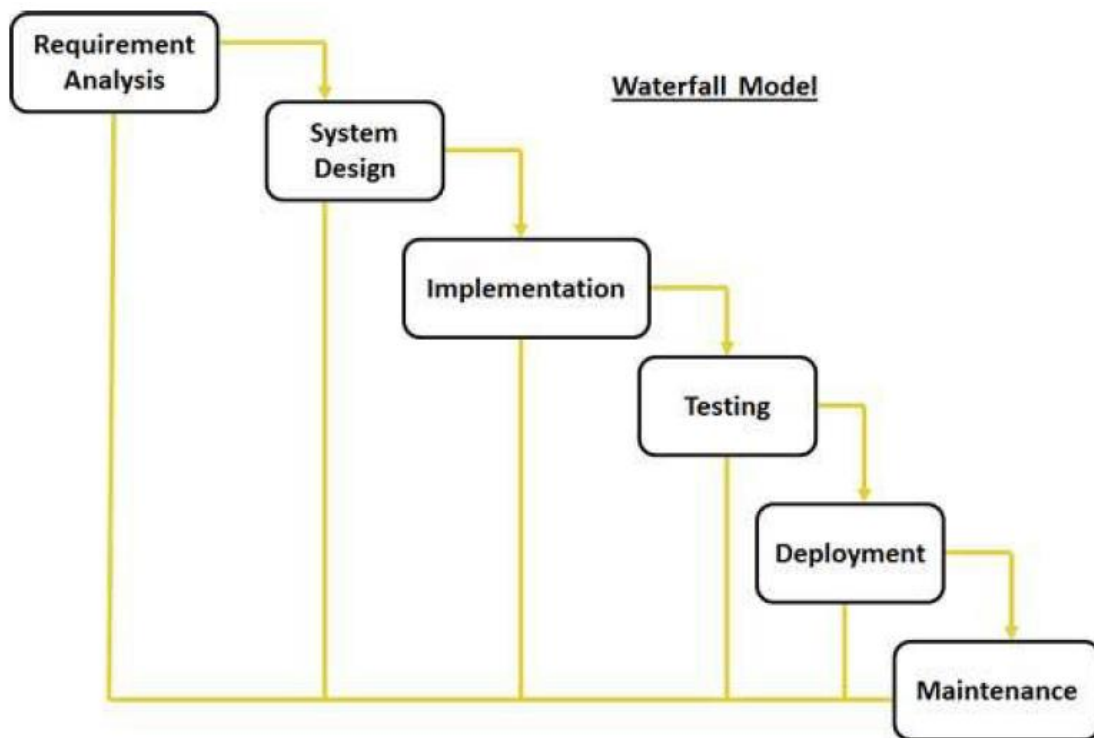 Requirement
Analysis
Waterfall Model
System
Design
Implementation
Testing
Deployment
Maintenance